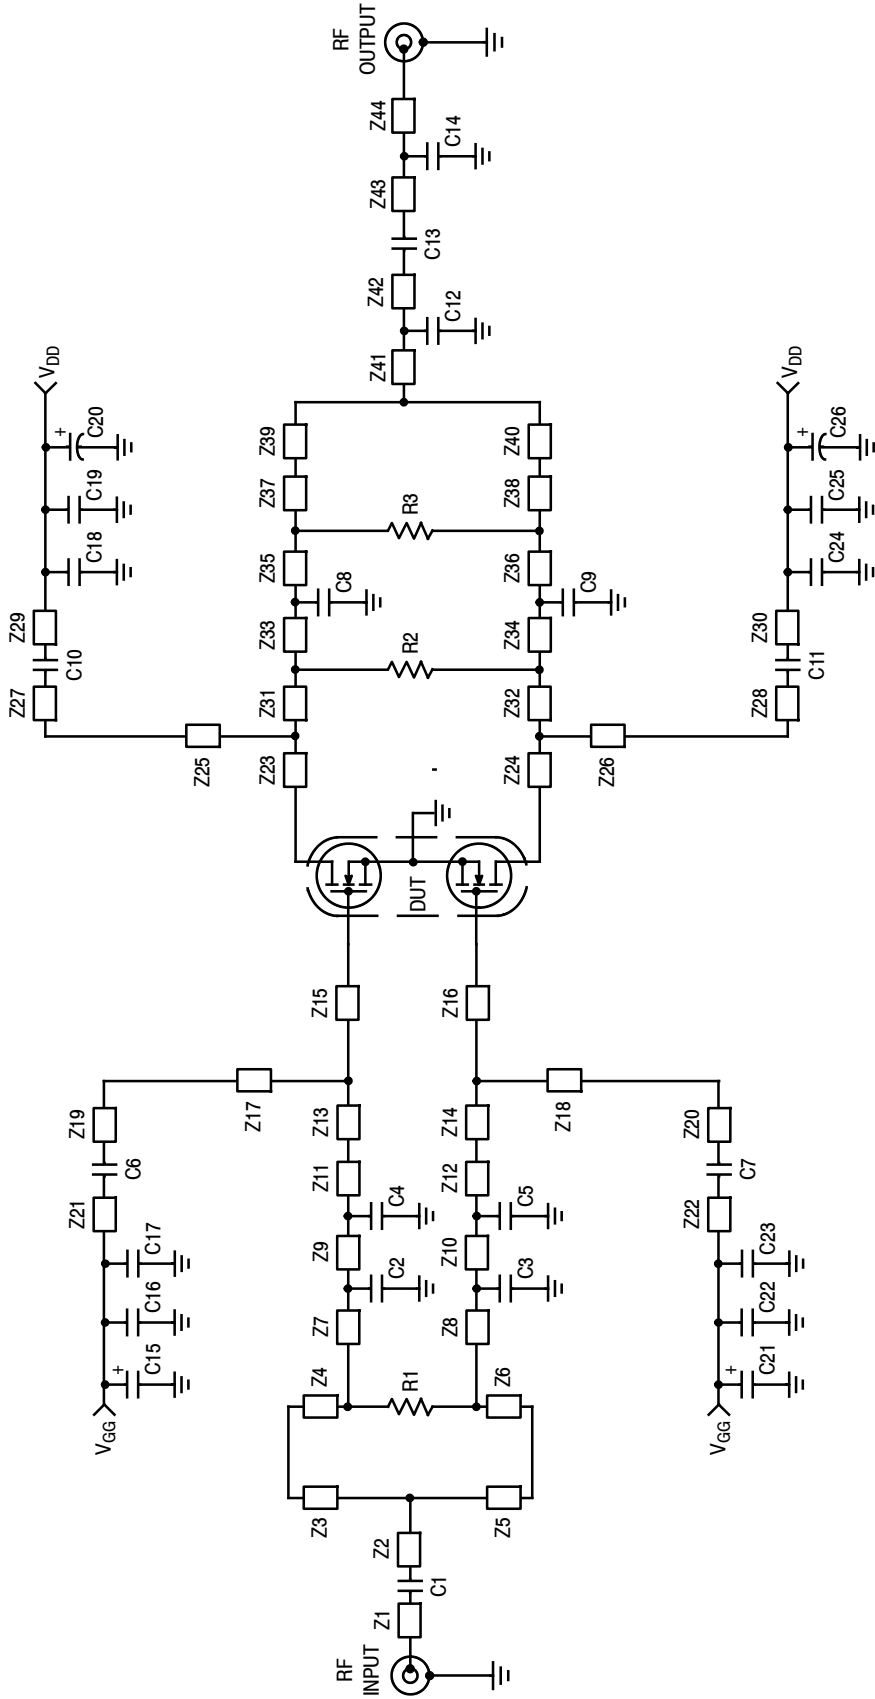 RF
INPUT
Z1
C1
Z2
Z3
Z5
Z4
Z6
R1
VGG
+
C15
C16
C17
Z21
C6
Z19
Z17
Z7
C2
Z9
C4
Z11
Z13
Z15
Z8
C3
Z10
C5
Z12
Z14
Z16
VGG
+
C21
C22
C23
Z22
C7
Z20
Z18
DUT
Z23
Z24
Z25
Z26
Z27
C10
Z29
C18
C19
+
C20
VDD
Z31
Z33
C8
Z35
Z37
Z39
R2
R3
Z32
Z34
C9
Z36
Z38
Z40
Z28
C11
Z30
C24
C25
+
C26
VDD
Z41
C12
Z42
C13
Z43
C14
Z44
RF
OUTPUT